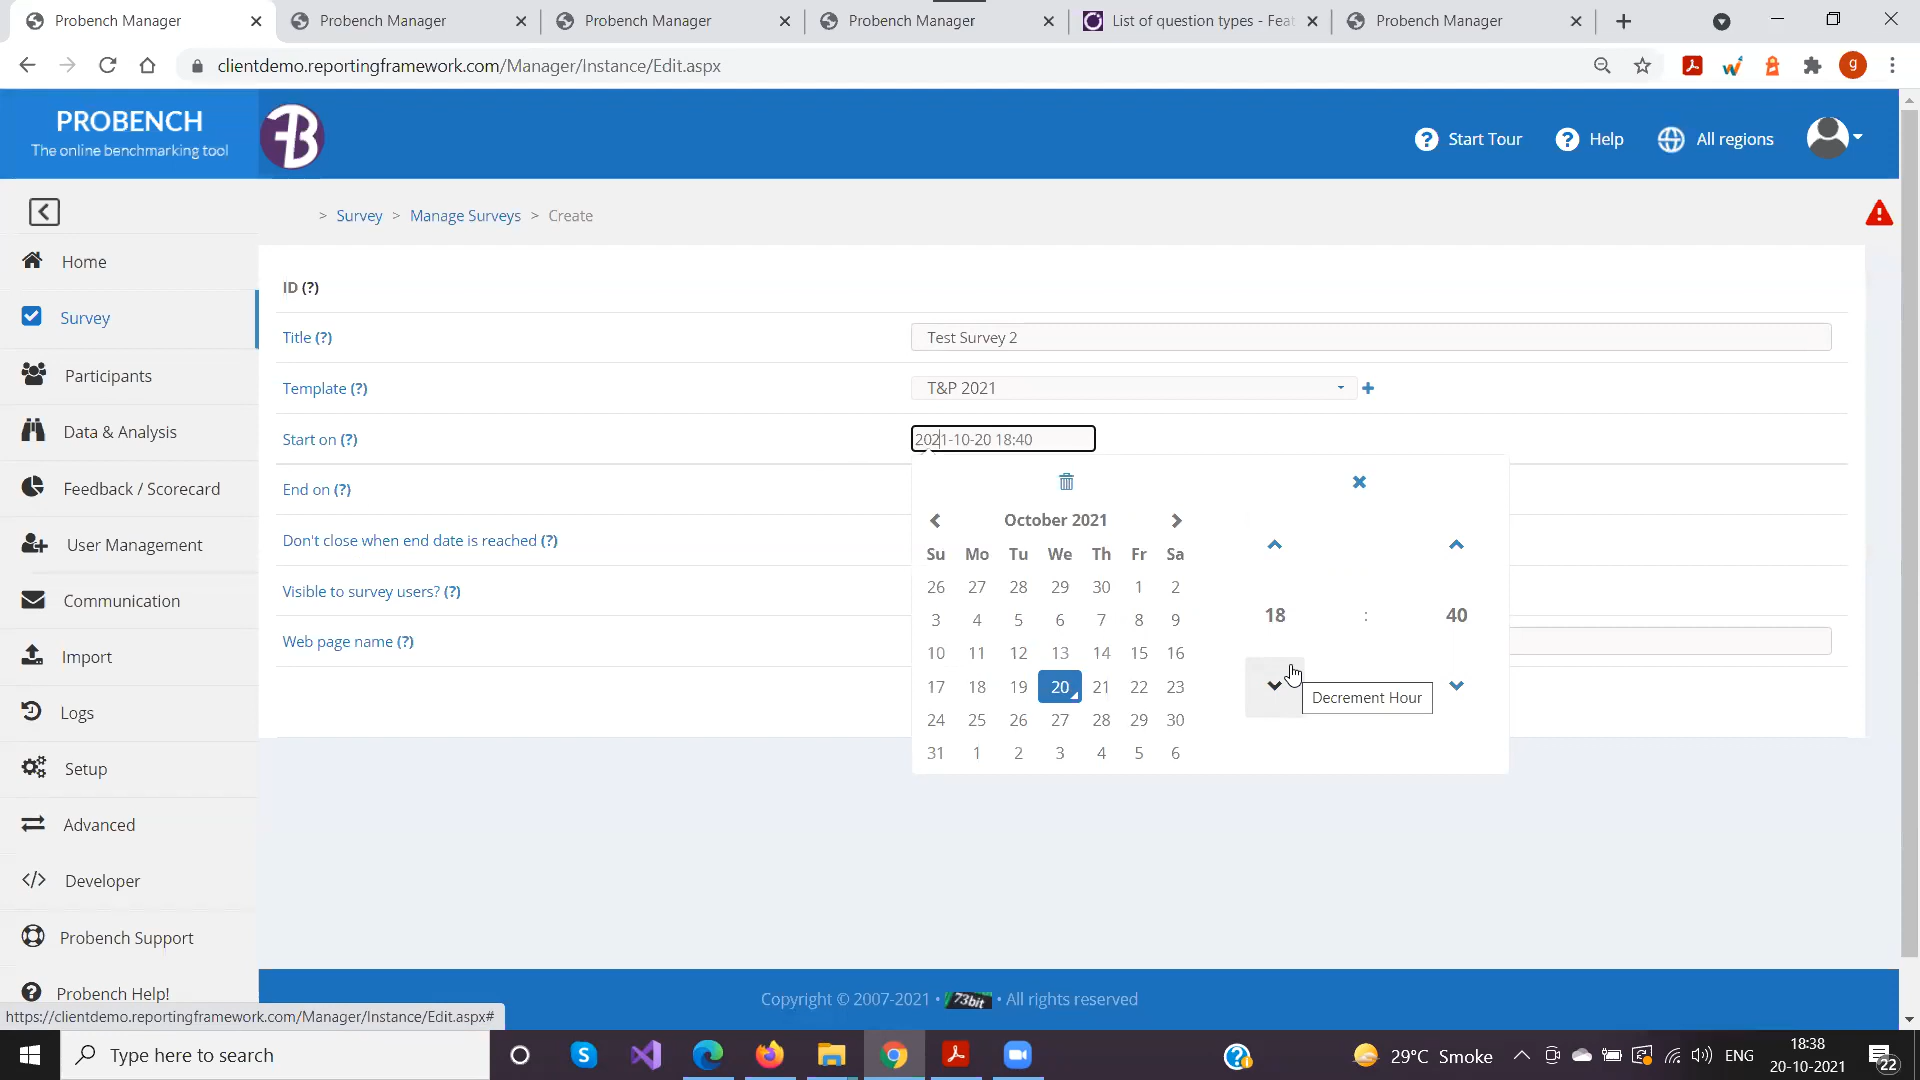 Probench Manager
Probench Manager
Probench Manager
Probench Manager
List of question types - Feat
Probench Manager
clientdemo.reportingframework.com/Manager/Instance/Edit.aspx
g
PROBENCH
The online benchmarking tool
Start Tour
Help
All regions
> Survey > Manage Surveys > Create
Home
Survey
Participants
Data & Analysis
Feedback / Scorecard
User Management
Communication
Import
Logs
Setup
Advanced
Developer
Probench Support
Probench Help!
ID (?)
Title (?)
Test Survey 2
Template (?)
T&P 2021
Start on (?)
2021-10-20 18:40
End on (?)
Don't close when end date is reached (?)
Visible to survey users? (?)
Web page name (?)
October 2021
Su Mo Tu We Th Fr Sa
26 27 28 29 30 1 2
3 4 5 6 7 8 9
10 11 12 13 14 15 16
17 18 19 20 21 22 23
24 25 26 27 28 29 30
31 1 2 3 4 5 6
18 : 40
Decrement Hour
Copyright © 2007-2021 • 73bit • All rights reserved
https://clientdemo.reportingframework.com/Manager/Instance/Edit.aspx#
Type here to search
29°C Smoke
ENG
18:38
20-10-2021
22